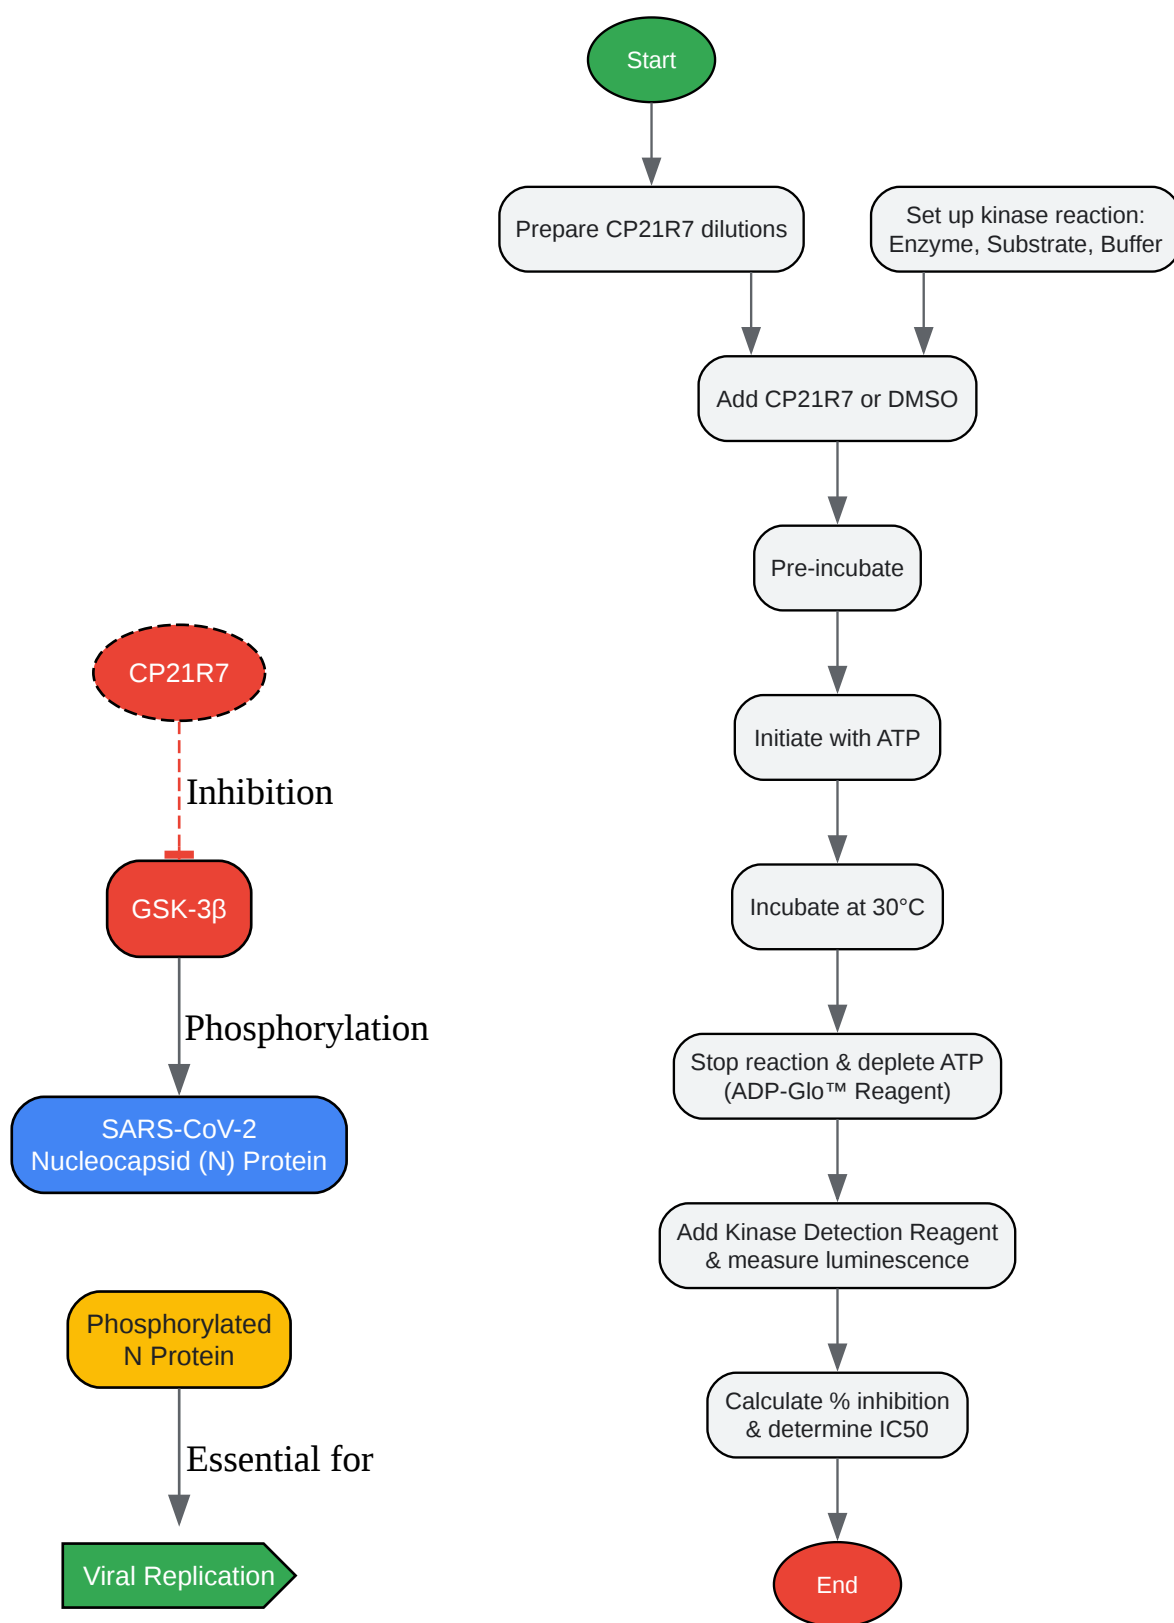 Start
Prepare CP21R7 dilutions
Set up kinase reaction:
Enzyme, Substrate, Buffer
Add CP21R7 or DMSO
Pre-incubate
Initiate with ATP
Incubate at 30°C
Stop reaction & deplete ATP
(ADP-Glo™ Reagent)
Add Kinase Detection Reagent
& measure luminescence
Calculate % inhibition
& determine IC50
End
CP21R7
Inhibition
GSK-3β
Phosphorylation
SARS-CoV-2
Nucleocapsid (N) Protein
Phosphorylated
N Protein
Essential for
Viral Replication